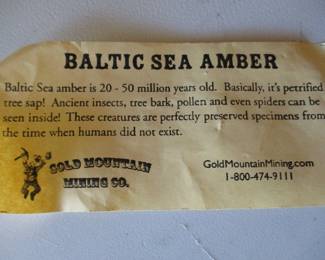 BALTIC SEA AMBER
Baltic Sea amber is 20 - 50 million years old. Basically, it's petrified
tree sap! Ancient insects, tree bark, pollen and even spiders can be
seen inside! These creatures are perfectly preserved specimens from
the time when humans did not exist.
GOLD MOUNTAIN
MINING CO.
GoldMountainMining.com
1-800-474-9111